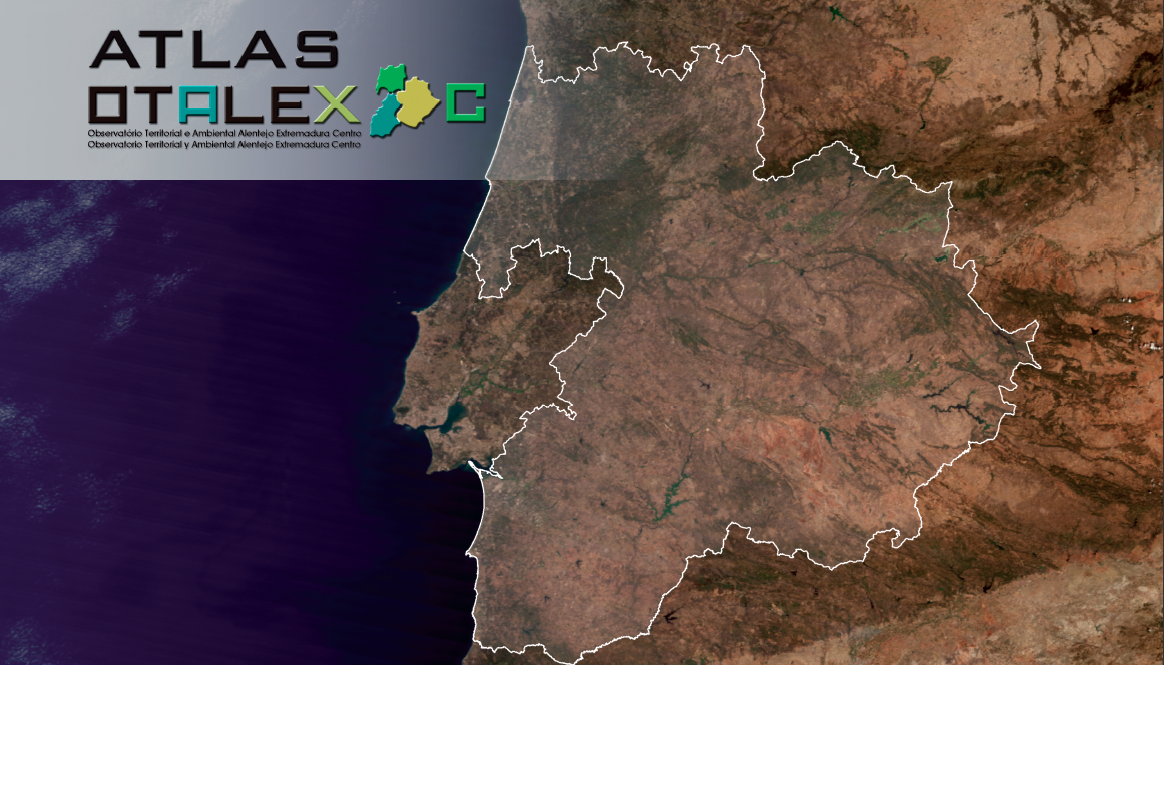 ATLAS
OTALEX C
Observatório Territorial e Ambiental Alentejo Extremadura Centro
Observatorio Territorial y Ambiental Alentejo Extremadura Centro